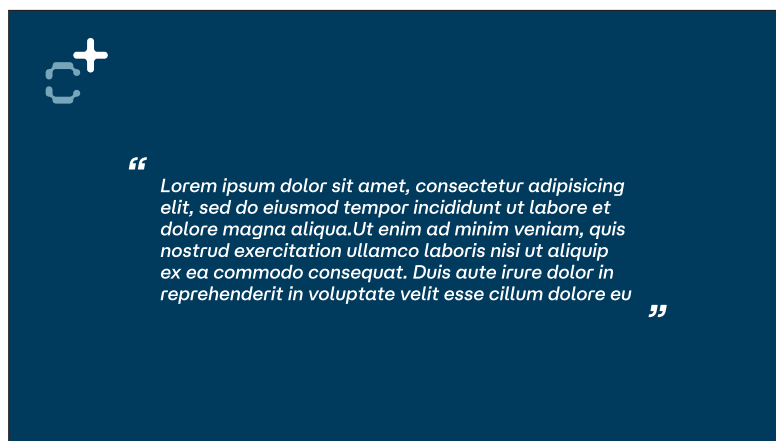 “
Lorem ipsum dolor sit amet, consectetur adipisicing
elit, sed do eiusmod tempor incididunt ut labore et
dolore magna aliqua.Ut enim ad minim veniam, quis
nostrud exercitation ullamco laboris nisi ut aliquip
ex ea commodo consequat. Duis aute irure dolor in
reprehenderit in voluptate velit esse cillum dolore eu
”